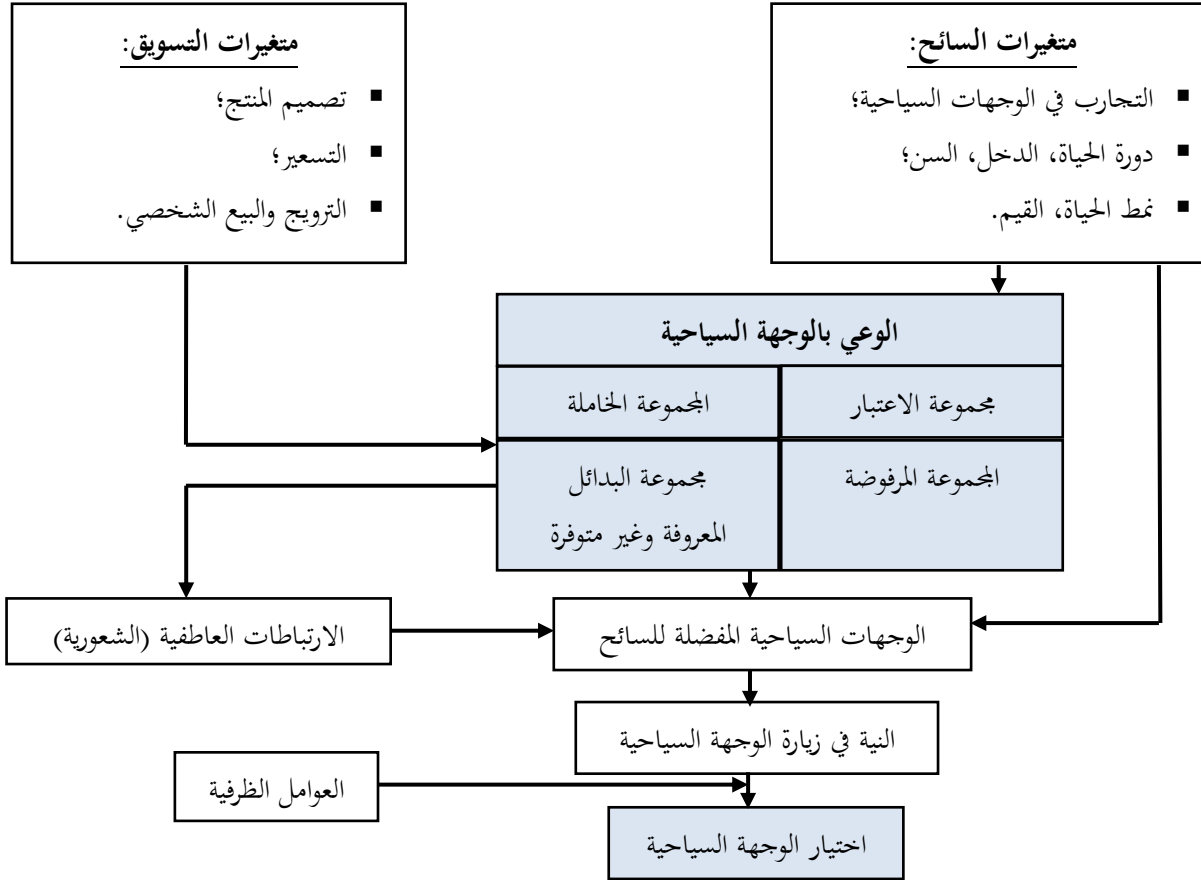 متغيرات السائح:
▪ التجارب في الوجهات السياحية؛
▪ دورة الحياة، الدخل، السن؛
▪ نمط الحياة، القيم.
متغيرات التسويق:
▪ تصميم المنتج؛
▪ التسعير؛
▪ الترويج والبيع الشخصي.
الوعي بالوجهة السياحية
مجموعة الاعتبار
المجموعة الخاملة
المجموعة المرفوضة
مجموعة البدائل
المعروفة وغير متوفرة
الوجهات السياحية المفضلة للسائح
الارتباطات العاطفية (الشعورية)
النية في زيارة الوجهة السياحية
العوامل الظرفية
اختيار الوجهة السياحية